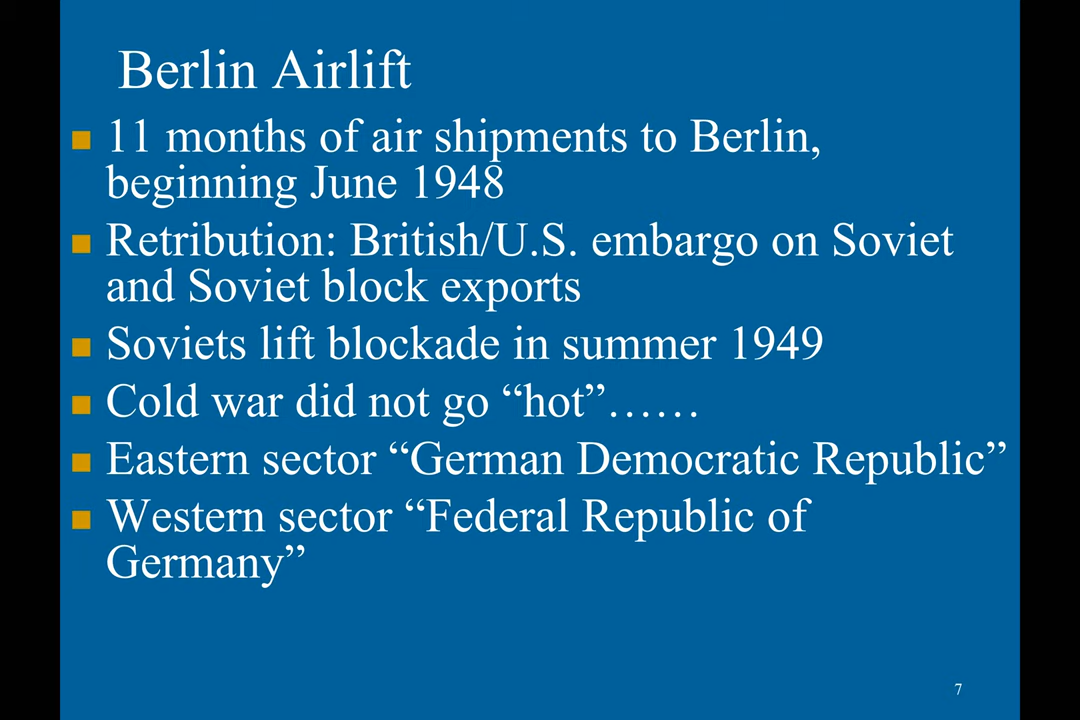 Berlin Airlift
11 months of air shipments to Berlin,
beginning June 1948
Retribution: British/U.S. embargo on Soviet
and Soviet block exports
Soviets lift blockade in summer 1949
Cold war did not go “hot”……
Eastern sector “German Democratic Republic”
Western sector “Federal Republic of
Germany”
7